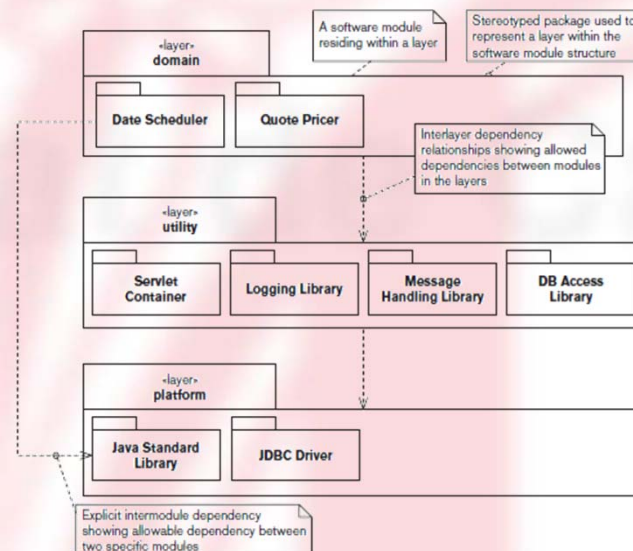 A software module
residing within a layer
Stereotyped package used to
represent a layer within the
software module structure
«layer»
domain
Date Scheduler
Quote Pricer
Interlayer dependency
relationships showing allowed
dependencies between modules
in the layers
«layer»
utility
Servlet
Container
Logging Library
Message
Handling Library
DB Access
Library
«layer»
platform
Java Standard
Library
JDBC Driver
Explicit intermodule dependency
showing allowable dependency between
two specific modules